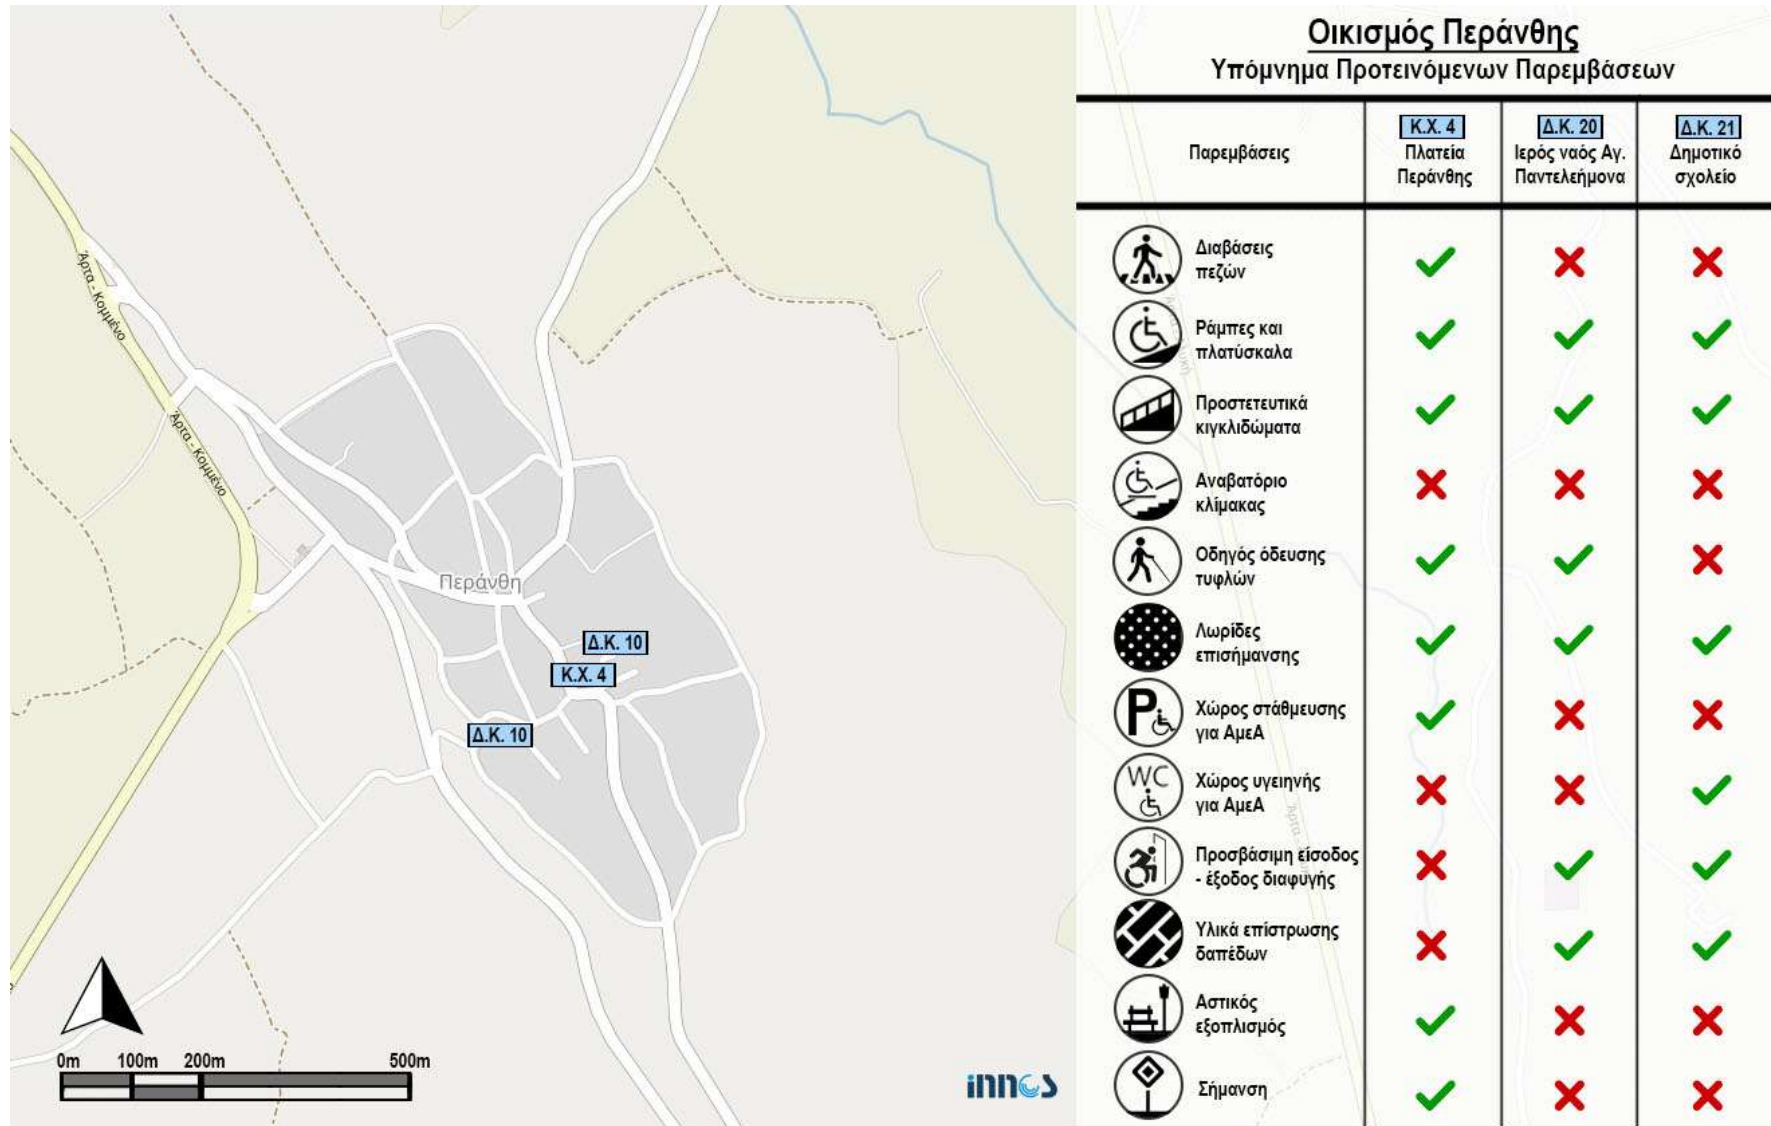 Οικισμός Περάνθης
Υπόμνημα Προτεινόμενων Παρεμβάσεων
Παρεμβάσεις
Κ.Χ. 4
Πλατεία
Περάνθης
Δ.Κ. 20
Ιερός ναός Αγ.
Παντελεήμονα
Δ.Κ. 21
Δημοτικό
σχολείο
Διαβάσεις
πεζών
Ράμπες και
πλατύσκαλα
Προστετευτικά
κιγκλιδώματα
Αναβατόριο
κλίμακας
Οδηγός όδευσης
τυφλών
Λωρίδες
επισήμανσης
P
Χώρος στάθμευσης
για ΑμεΑ
WC
Χώρος υγειηνής
για ΑμεΑ
Προσβάσιμη είσοδος
- έξοδος διαφυγής
Υλικά επίστρωσης
δαπέδων
Αστικός
εξοπλισμός
Σήμανση
Άρτα - Κομμένο
Άρτα - Κομμένο
Περάνθη
Δ.Κ. 10
Κ.Χ. 4
Δ.Κ. 10
0m 100m 200m 500m
innos